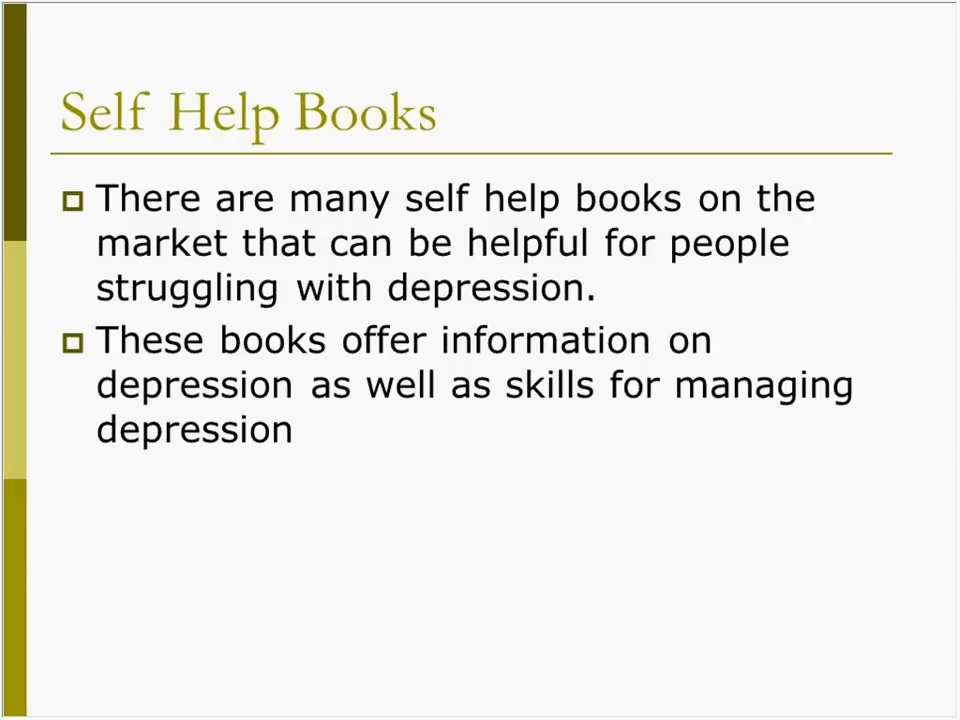 Self Help Books
There are many self help books on the
market that can be helpful for people
struggling with depression.
These books offer information on
depression as well as skills for managing
depression